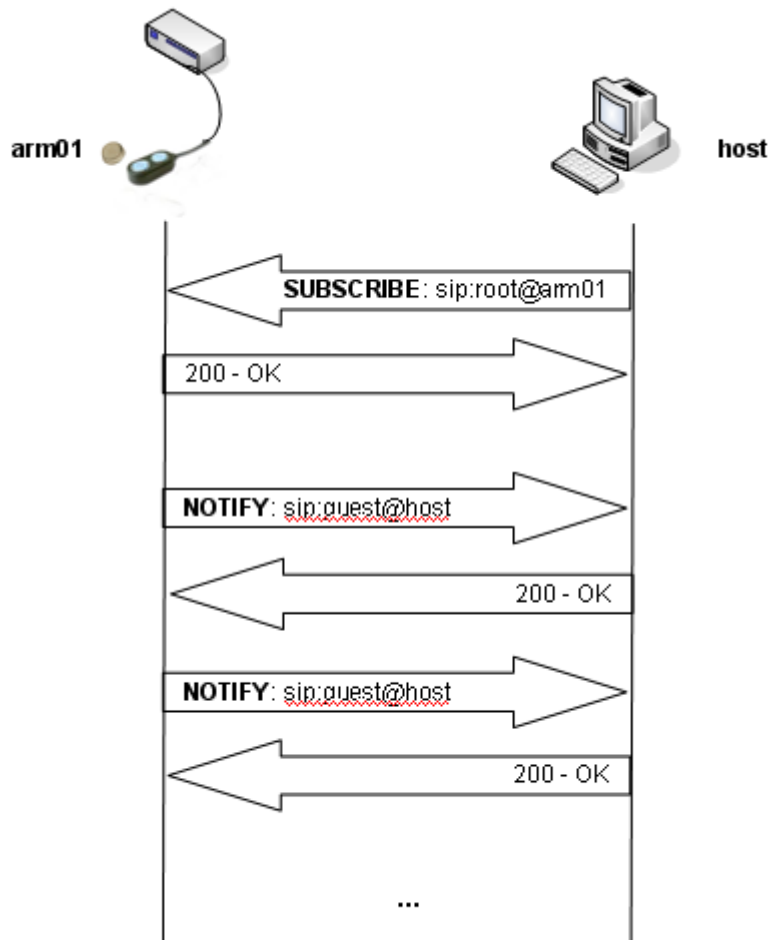 arm01
host
SUBSCRIBE: sip:root@arm01
200 - OK
NOTIFY: sip:guest@host
200 - OK
NOTIFY: sip:guest@host
200 - OK
...